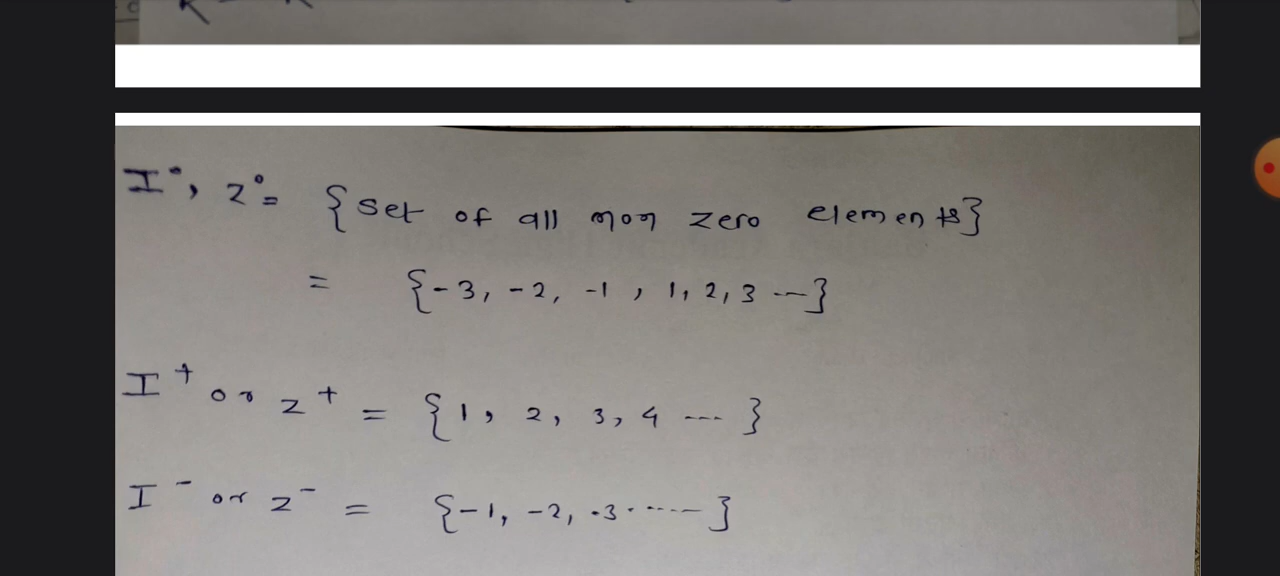 I°, z° = {set of all non zero elements}
= {-3, -2, -1, 1, 2, 3 ---}
I⁺ or z⁺ = {1, 2, 3, 4 ---- }
I⁻ or z⁻ = {-1, -2, -3 ------}